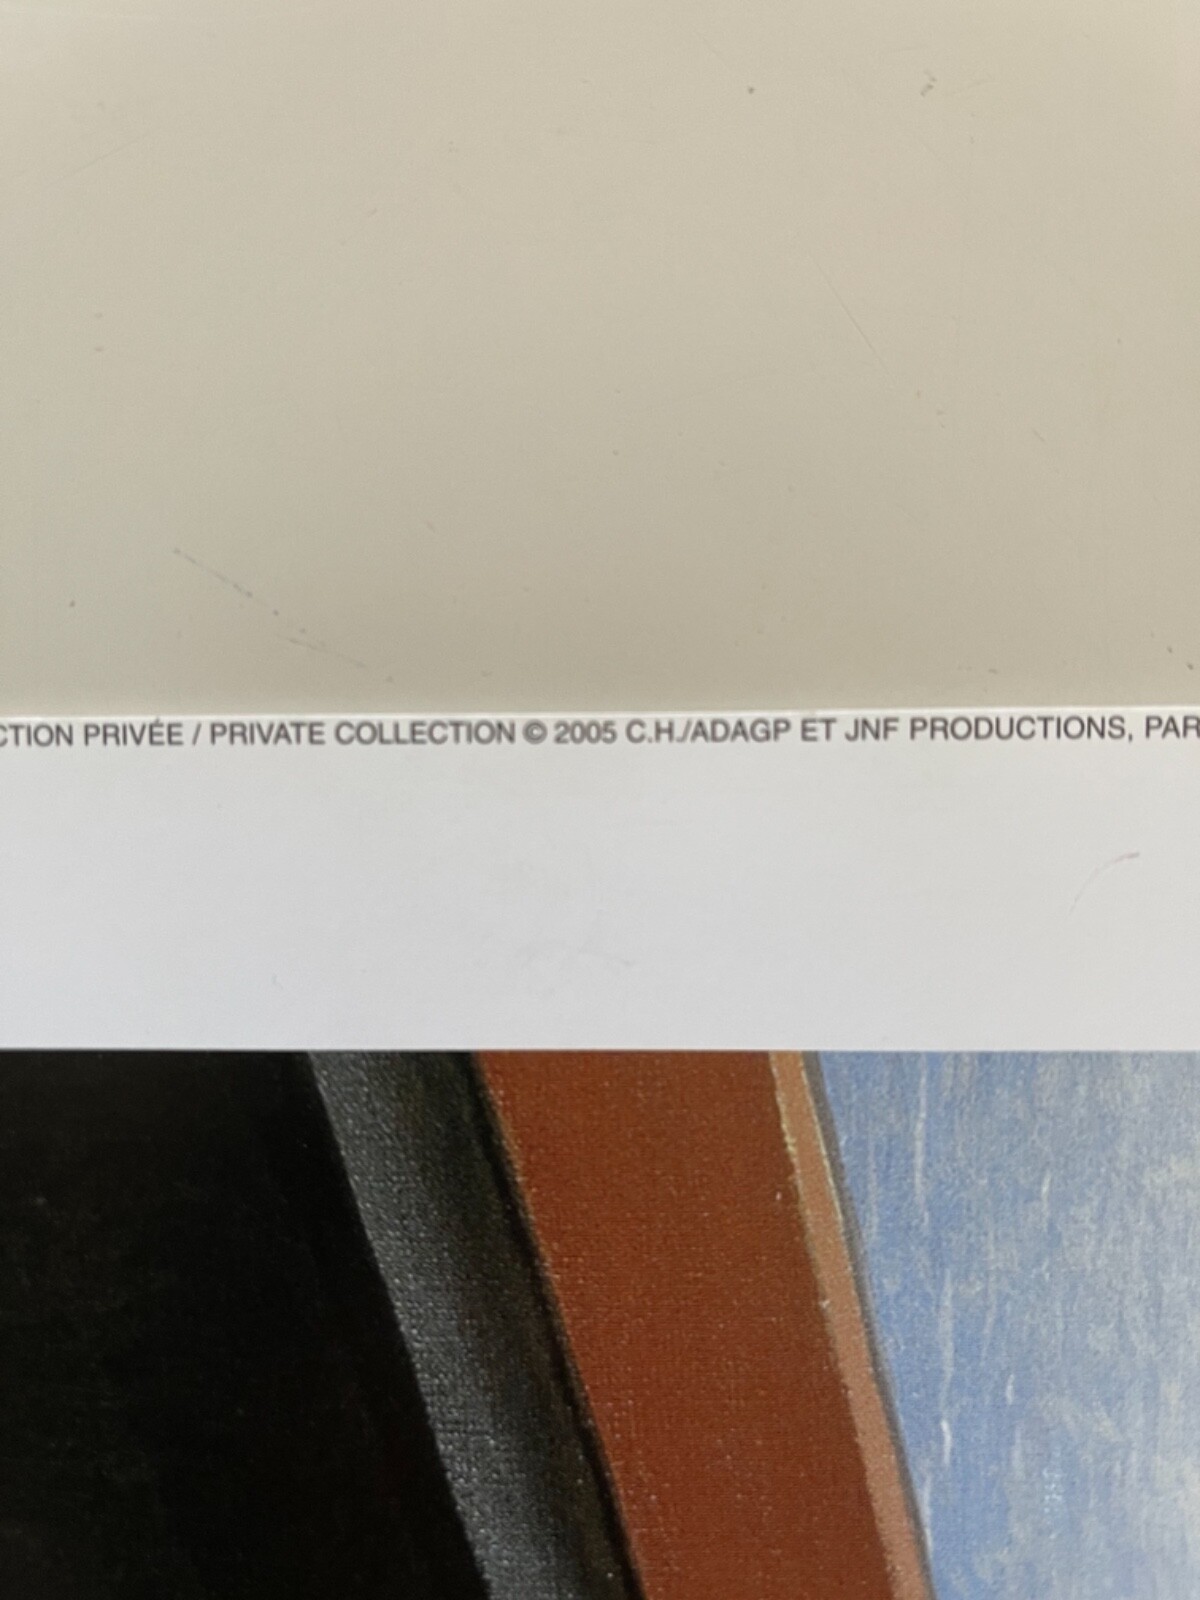 CTION PRIVÉE / PRIVATE COLLECTION © 2005 C.H./ADAGP ET JNF PRODUCTIONS, PAR